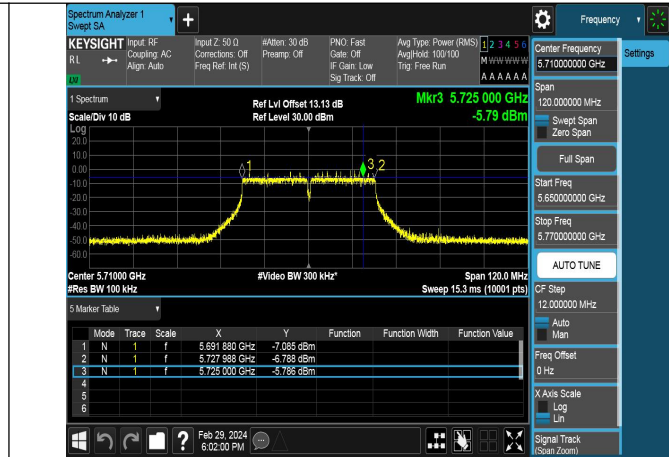 Spectrum Analyzer 1
Swept SA
Frequency
KEYSIGHT
RL
LXI
Input: RF
Coupling: AC
Align: Auto
Input Z: 50 Ω
Corrections: Off
Freq Ref: Int (S)
#Atten: 30 dB
Preamp: Off
PNO: Fast
Gate: Off
IF Gain: Low
Sig Track: Off
Avg Type: Power (RMS)
Avg|Hold: 100/100
Trig: Free Run
1 2 3 4 5 6
M W W W W W
A A A A A A
1 Spectrum
Scale/Div 10 dB
Ref Lvl Offset 13.13 dB
Ref Level 30.00 dBm
Mkr3 5.725 000 GHz
-5.79 dBm
Log
20.0
10.0
0.00
-10.0
-20.0
-30.0
-40.0
-50.0
-60.0
1
3
2
Center 5.71000 GHz
#Res BW 100 kHz
#Video BW 300 kHz*
Span 120.0 MHz
Sweep 15.3 ms (10001 pts)
5 Marker Table
Mode Trace Scale X Y Function Function Width Function Value
1 N 1 f 5.691 880 GHz -7.085 dBm
2 N 1 f 5.727 988 GHz -6.788 dBm
3 N 1 f 5.725 000 GHz -5.786 dBm
4
5
6
Feb 29, 2024
6:02:00 PM
Center Frequency
5.710000000 GHz
Settings
Span
120.000000 MHz
Swept Span
Zero Span
Full Span
Start Freq
5.650000000 GHz
Stop Freq
5.770000000 GHz
AUTO TUNE
CF Step
12.000000 MHz
Auto
Man
Freq Offset
0 Hz
X Axis Scale
Log
Lin
Signal Track
(Span Zoom)